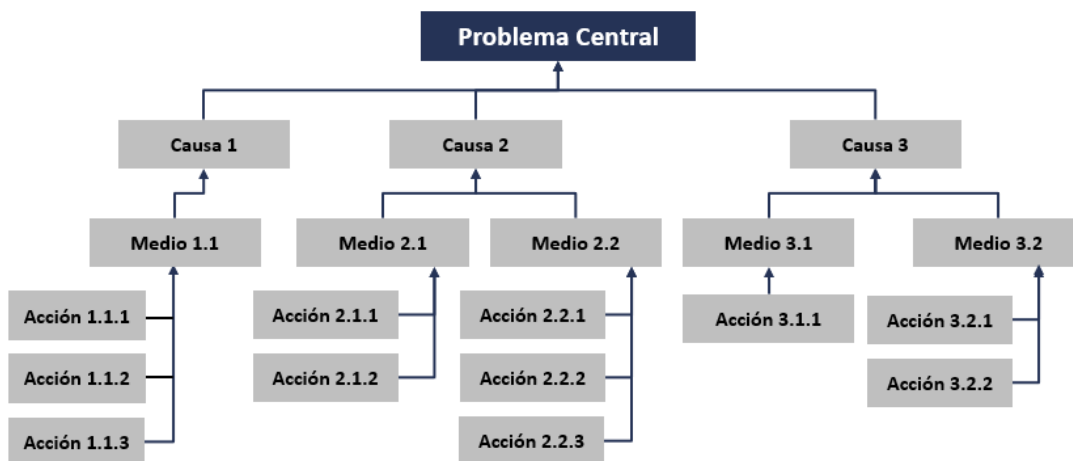 Problema Central
Causa 1
Causa 2
Causa 3
Medio 1.1
Medio 2.1
Medio 2.2
Medio 3.1
Medio 3.2
Acción 1.1.1
Acción 2.1.1
Acción 2.2.1
Acción 3.1.1
Acción 3.2.1
Acción 1.1.2
Acción 2.1.2
Acción 2.2.2
Acción 3.2.2
Acción 1.1.3
Acción 2.2.3